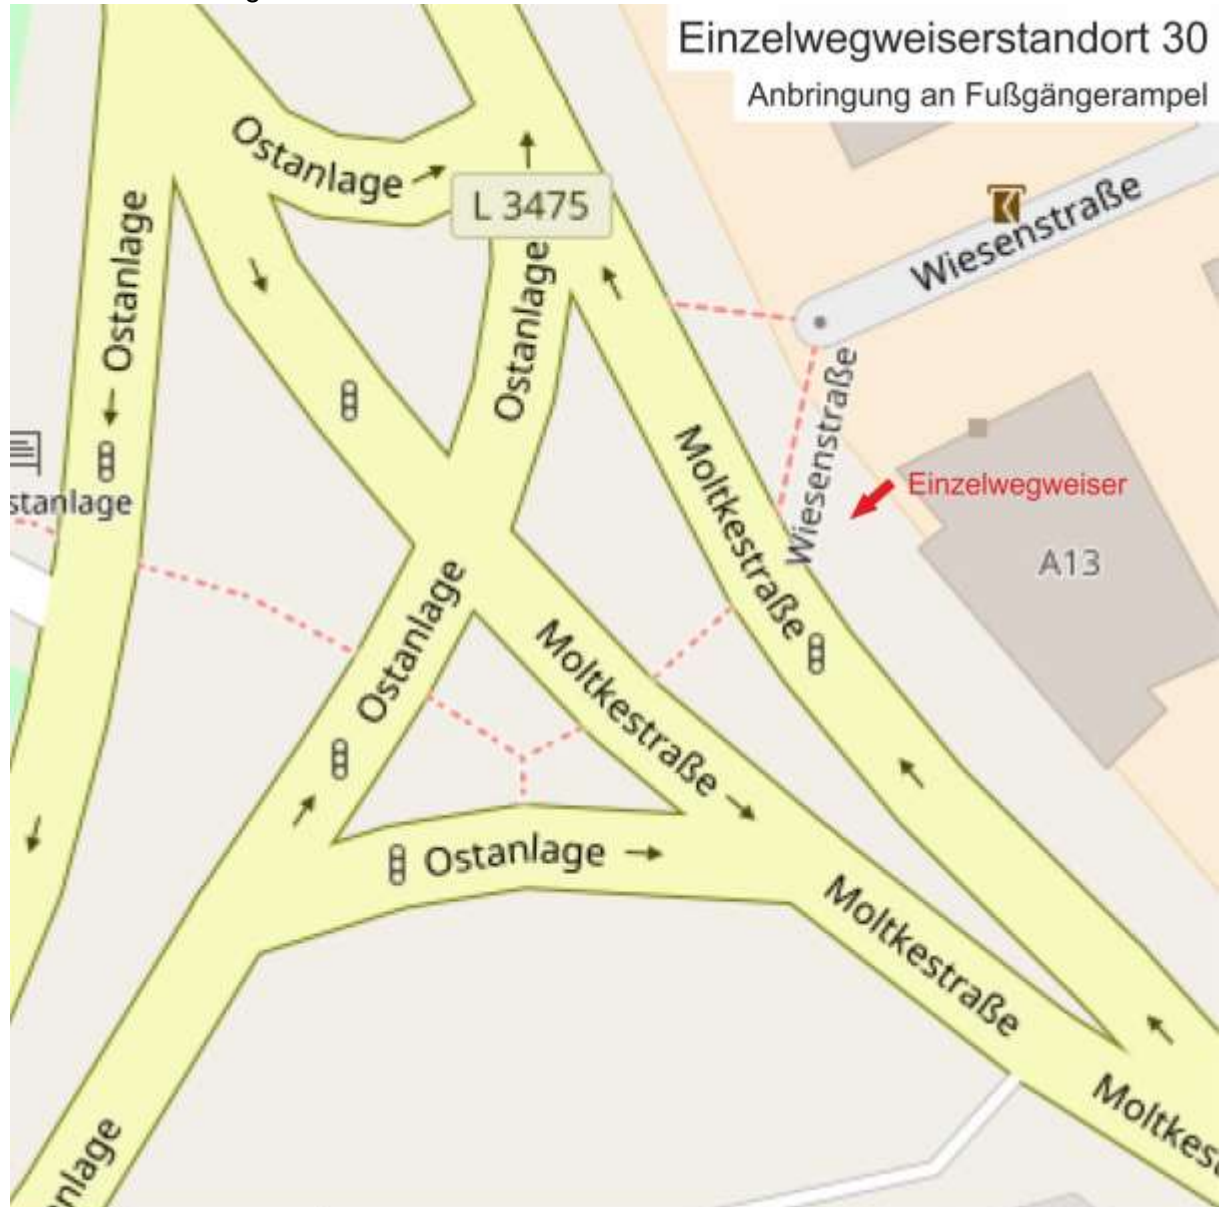 Einzelwegweiserstandort 30
Anbringung an Fußgängerampel
Ostanlage
L 3475
Wiesenstraße
Ostanlage
Ostanlage
Wiesenstraße
Moltkestraße
Einzelwegweiser
stanlage
A13
Ostanlage
Moltkestraße
Ostanlage
Moltkestraße
Moltkest
nlage